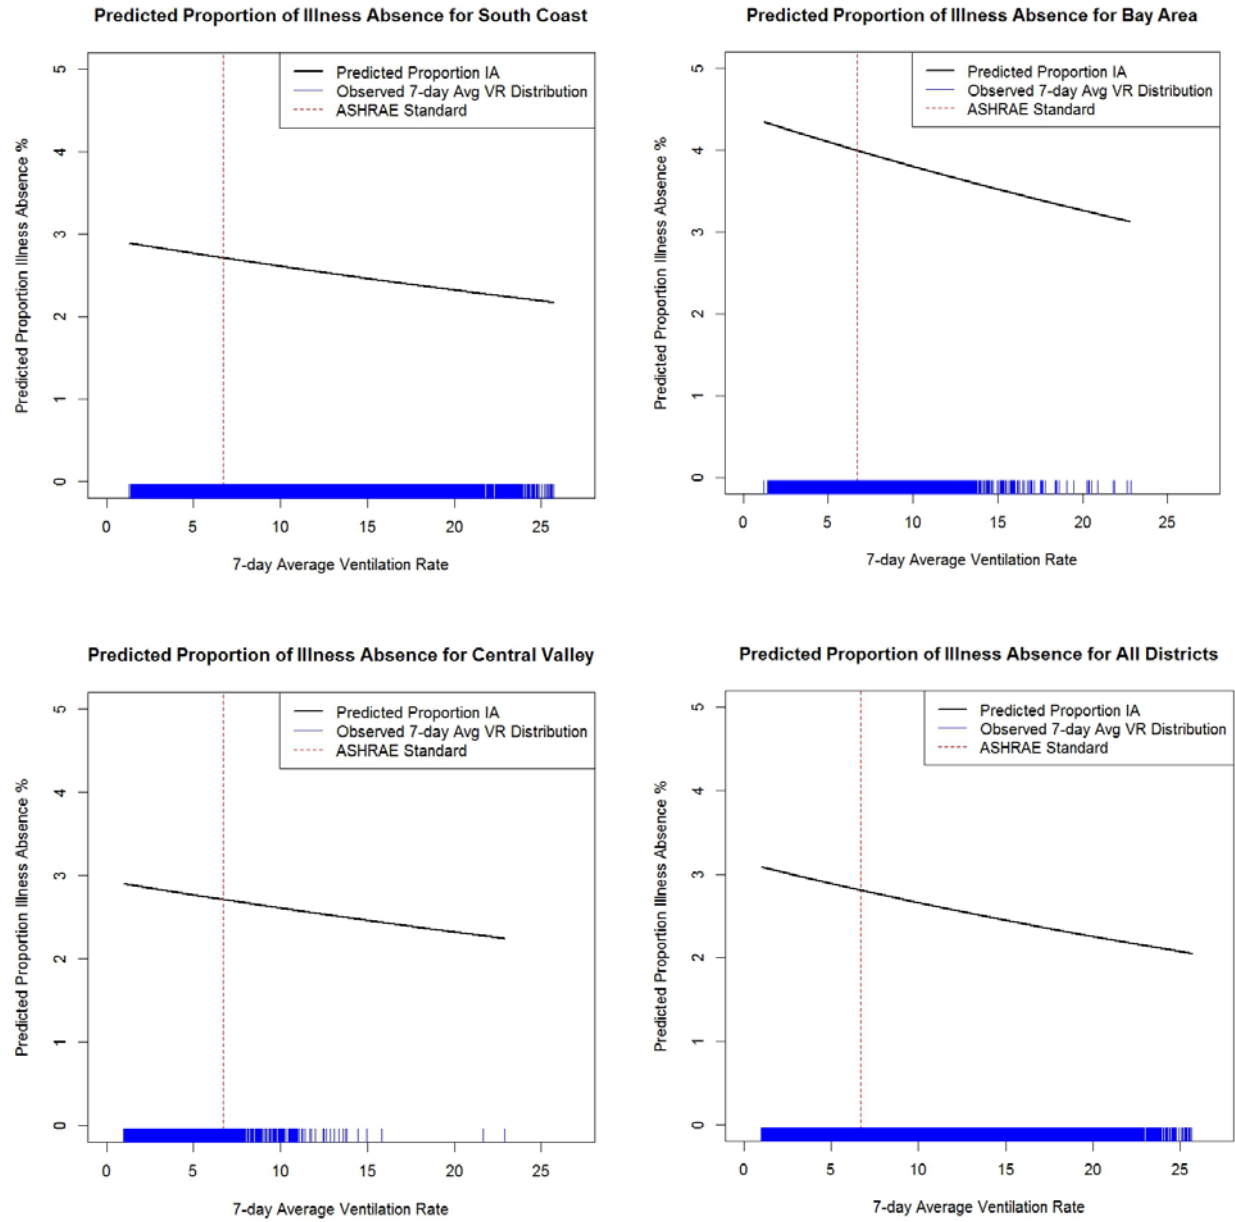 Predicted Proportion of Illness Absence for South Coast
Predicted Proportion Illness Absence %
5
4
3
2
1
0
Predicted Proportion IA
Observed 7-day Avg VR Distribution
ASHRAE Standard
0 5 10 15 20 25
7-day Average Ventilation Rate
Predicted Proportion of Illness Absence for Bay Area
Predicted Proportion Illness Absence %
5
4
3
2
1
0
Predicted Proportion IA
Observed 7-day Avg VR Distribution
ASHRAE Standard
0 5 10 15 20 25
7-day Average Ventilation Rate
Predicted Proportion of Illness Absence for Central Valley
Predicted Proportion Illness Absence %
5
4
3
2
1
0
Predicted Proportion IA
Observed 7-day Avg VR Distribution
ASHRAE Standard
0 5 10 15 20 25
7-day Average Ventilation Rate
Predicted Proportion of Illness Absence for All Districts
Predicted Proportion Illness Absence %
5
4
3
2
1
0
Predicted Proportion IA
Observed 7-day Avg VR Distribution
ASHRAE Standard
0 5 10 15 20 25
7-day Average Ventilation Rate